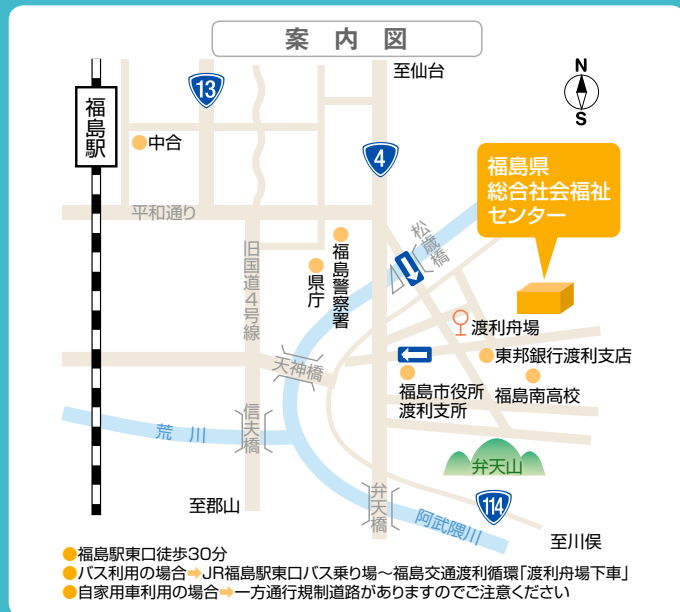 案内図
至仙台
N
S
13
福島駅
中合
4
福島県
総合社会福祉
センター
平和通り
松齢橋
旧国道4号線
福島警察署
県庁
渡利舟場
東邦銀行渡利支店
天神橋
福島市役所
渡利支所
福島南高校
信夫橋
荒川
弁天山
弁天橋
114
至郡山
阿武隈川
至川俣
●福島駅東口徒歩30分
●バス利用の場合➡JR福島駅東口バス乗り場～福島交通渡利循環「渡利舟場下車」
●自家用車利用の場合➡一方通行規制道路がありますのでご注意ください